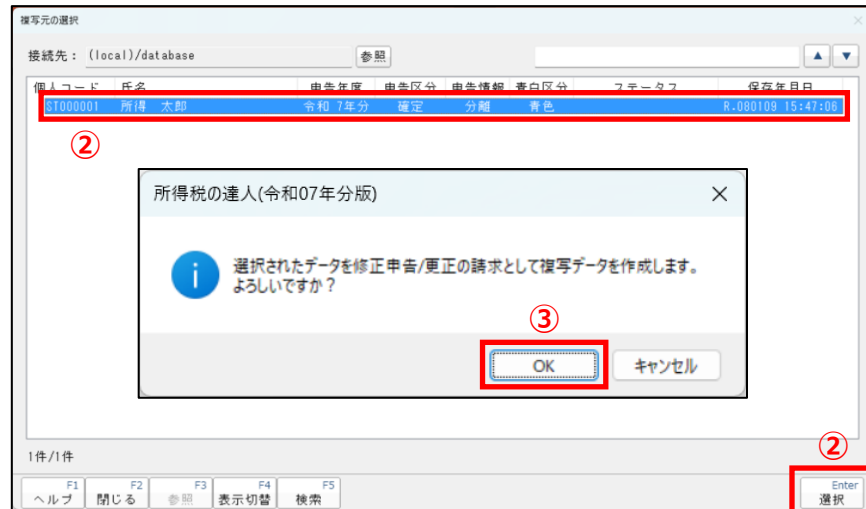 複写元の選択
接続先： (local)/database 参照 ▲ ▼
個人コード 氏名 申告年度 申告区分 申告情報 青白区分 ステータス 保存年月日
ST000001 所得 太郎 令和 7年分 確定 分離 青色 R.080109 15:47:06
②
所得税の達人(令和07年分版)
選択されたデータを修正申告/更正の請求として複写データを作成します。
よろしいですか？
③
OK キャンセル
1件/1件
②
F1 F2 F3 F4 F5 Enter
ヘルプ 閉じる 参照 表示切替 検索 選択